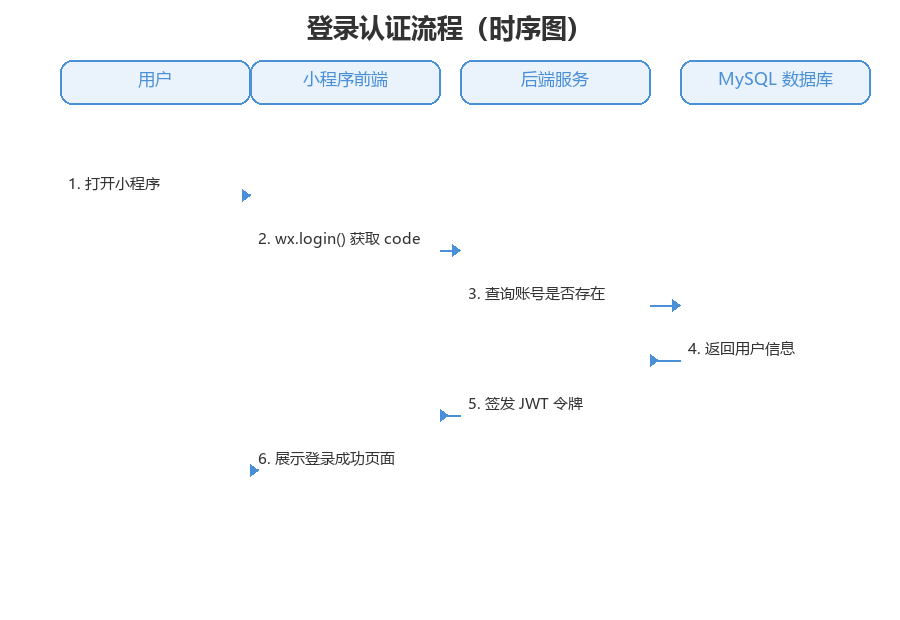 登录认证流程（时序图）
用户
小程序前端
后端服务
MySQL 数据库
1. 打开小程序
2. wx.login() 获取 code
3. 查询账号是否存在
4. 返回用户信息
5. 签发 JWT 令牌
6. 展示登录成功页面